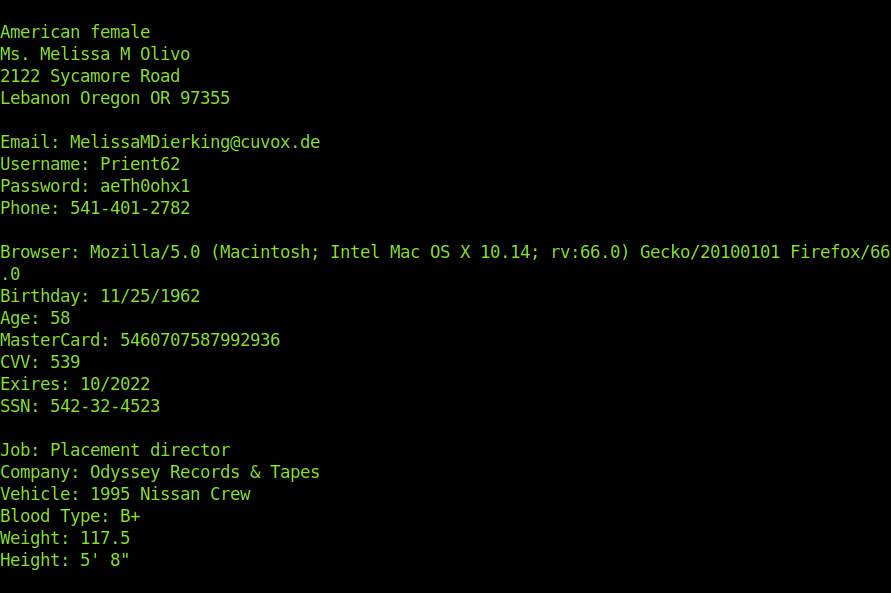 American female
Ms. Melissa M Olivo
2122 Sycamore Road
Lebanon Oregon OR 97355
Email: MelissaMDierking@cuvox.de
Username: Prient62
Password: aeTh0ohx1
Phone: 541-401-2782
Browser: Mozilla/5.0 (Macintosh; Intel Mac OS X 10.14; rv:66.0) Gecko/20100101 Firefox/66
.0
Birthday: 11/25/1962
Age: 58
MasterCard: 5460707587992936
CVV: 539
Exires: 10/2022
SSN: 542-32-4523
Job: Placement director
Company: Odyssey Records & Tapes
Vehicle: 1995 Nissan Crew
Blood Type: B+
Weight: 117.5
Height: 5' 8"